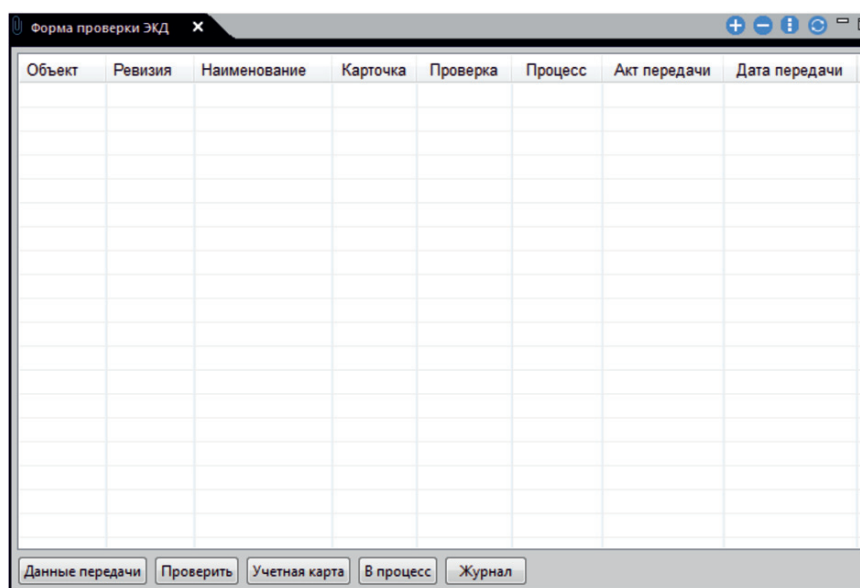 Форма проверки ЭКД
Объект Ревизия Наименование Карточка Проверка Процесс Акт передачи Дата передачи
Данные передачи Проверить Учетная карта В процесс Журнал